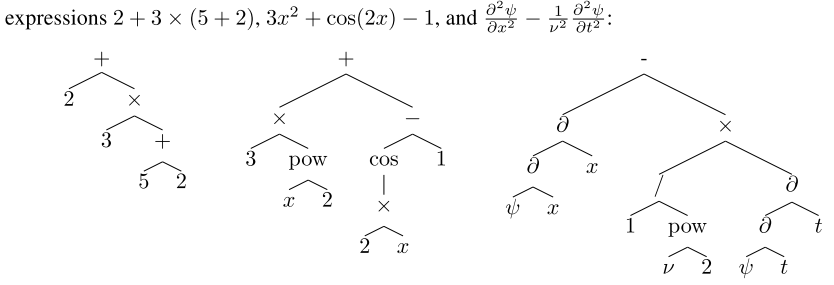 expressions 2 + 3 × (5 + 2), 3x² + cos(2x) − 1, and ∂²ψ/∂x² − 1/ν² ∂²ψ/∂t²:
+ + -
2 × × − ∂ ×
3 + 3 pow cos 1 ∂ x / ∂
5 2 x 2 × ψ x 1 pow ∂ t
2 x ν 2 ψ t